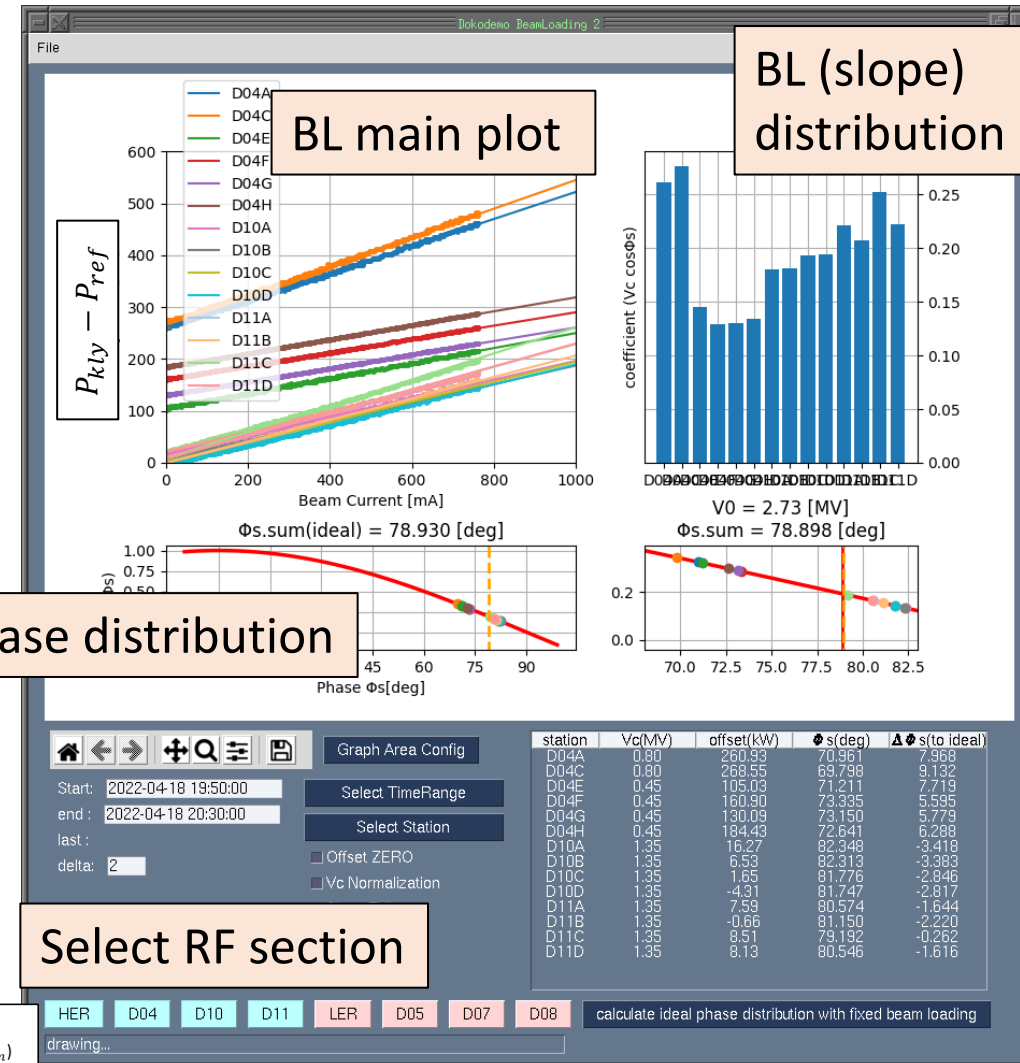 Dokodemo BeamLoading 2
File
BL (slope)
distribution
BL main plot
D04A
D04C
D04E
D04F
D04G
D04H
D10A
D10B
D10C
D10D
D11A
D11B
D11C
D11D
P_kly − P_ref
600
500
400
300
200
100
0
0 200 400 600 800 1000
Beam Current [mA]
coefficient (Vc cosΦs)
0.25
0.20
0.15
0.10
0.05
0.00
V0 = 2.73 [MV]
Φs.sum(ideal) = 78.930 [deg]
Φs.sum = 78.898 [deg]
1.00
0.75
0.50
Φs)
ase distribution
45 60 75 90
Phase Φs[deg]
0.2
0.0
70.0 72.5 75.0 77.5 80.0 82.5
Graph Area Config
Start: 2022-04-18 19:50:00
Select TimeRange
end : 2022-04-18 20:30:00
Select Station
last :
delta: 2
Offset ZERO
Vc Normalization
station Vc(MV) offset(kW) Φs(deg) ΔΦs(to ideal)
D04A 0.80 260.93 70.961 7.968
D04C 0.80 268.55 69.798 9.132
D04E 0.45 105.03 71.211 7.719
D04F 0.45 160.90 73.335 5.595
D04G 0.45 130.09 73.150 5.779
D04H 0.45 184.43 72.641 6.288
D10A 1.35 16.27 82.348 -3.418
D10B 1.35 6.53 82.313 -3.383
D10C 1.35 1.65 81.776 -2.846
D10D 1.35 -4.31 81.747 -2.817
D11A 1.35 7.59 80.574 -1.644
D11B 1.35 -0.66 81.150 -2.220
D11C 1.35 8.51 79.192 -0.262
D11D 1.35 8.13 80.546 -1.616
Select RF section
HER D04 D10 D11 LER D05 D07 D08
calculate ideal phase distribution with fixed beam loading
drawing...